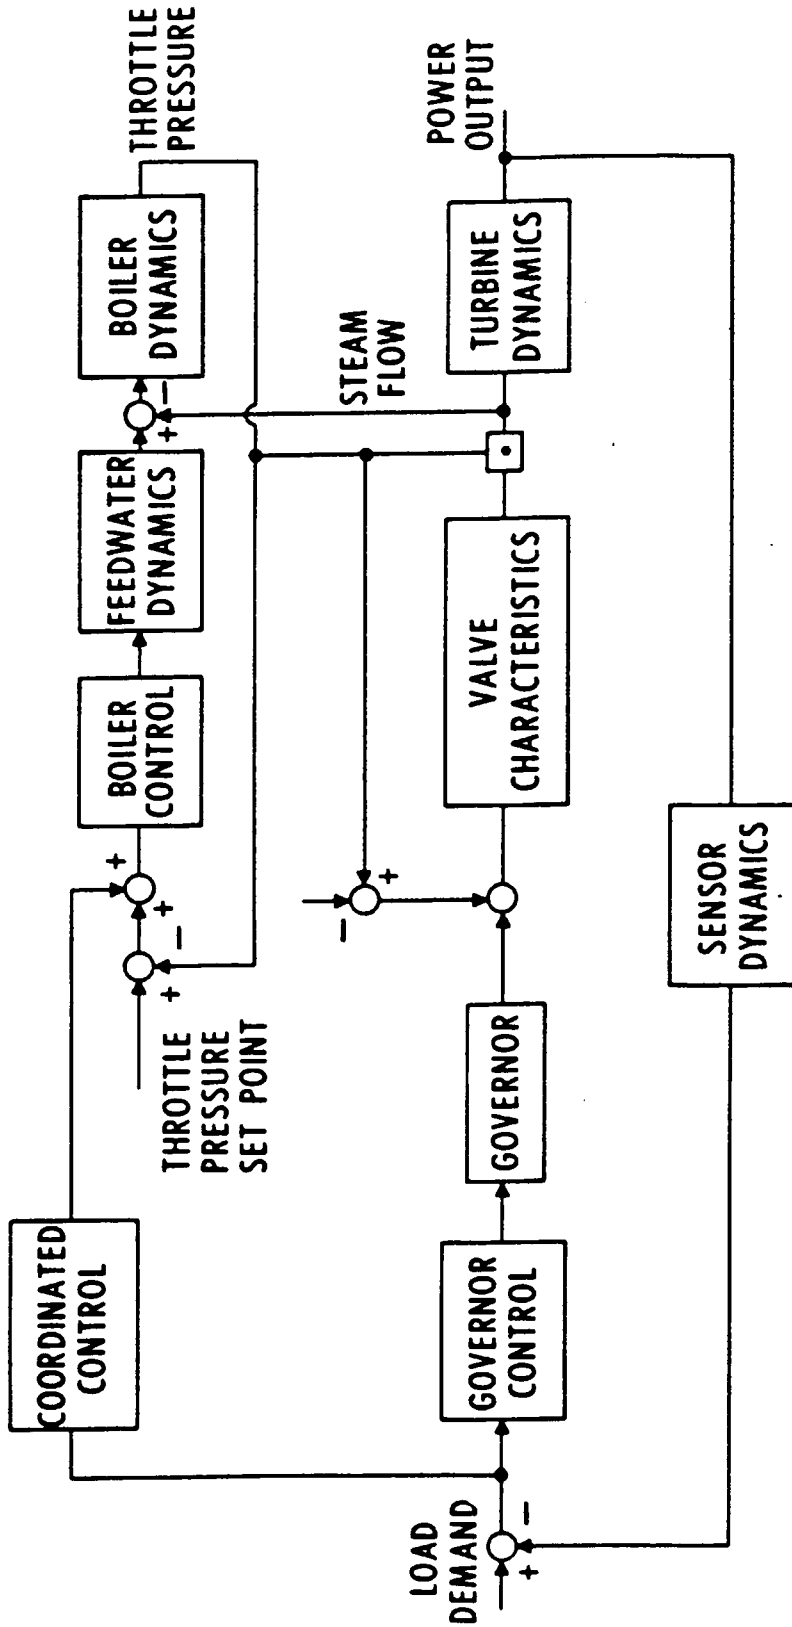 COORDINATED
CONTROL
THROTTLE
PRESSURE
SET POINT
+
-
+
+
BOILER
CONTROL
FEEDWATER
DYNAMICS
+
-
BOILER
DYNAMICS
THROTTLE
PRESSURE
STEAM
FLOW
-
+
LOAD
DEMAND
+
-
GOVERNOR
CONTROL
GOVERNOR
VALVE
CHARACTERISTICS
TURBINE
DYNAMICS
POWER
OUTPUT
SENSOR
DYNAMICS